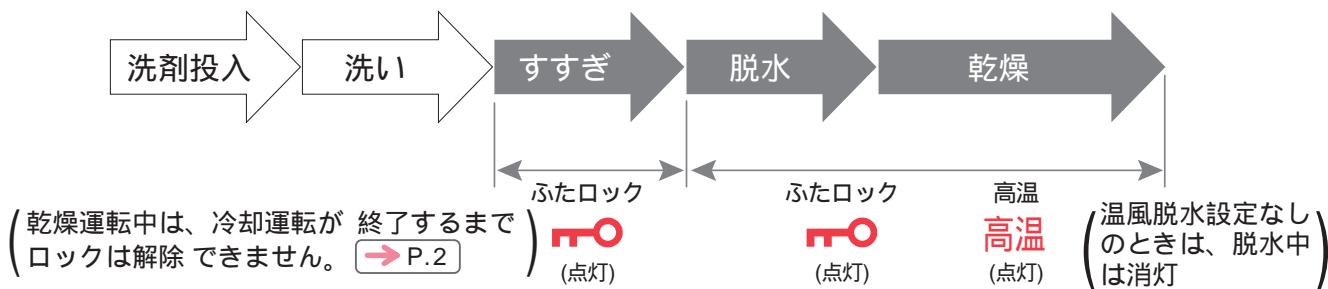 洗剤投入
洗い
すすぎ
脱水
乾燥
ふたロック
ふたロック
高温
(乾燥運転中は、冷却運転が 終了するまで
ロックは解除 できません。 → P.2)
(点灯)
(点灯)
高温
(点灯)
(温風脱水設定なし
のときは、脱水中
は消灯)